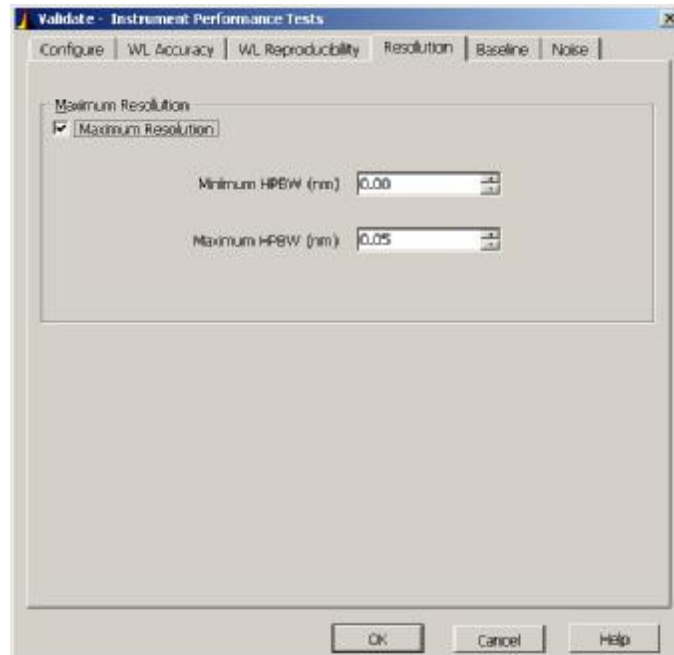 Validate - Instrument Performance Tests
Configure WL Accuracy WL Reproducibility Resolution Baseline Noise
Maximum Resolution
Maximum Resolution
Minimum HPBW (nm) 0.00
Maximum HPBW (nm) 0.05
OK Cancel Help